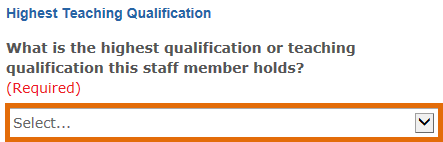 Highest Teaching Qualification
What is the highest qualification or teaching
qualification this staff member holds?
(Required)
Select...